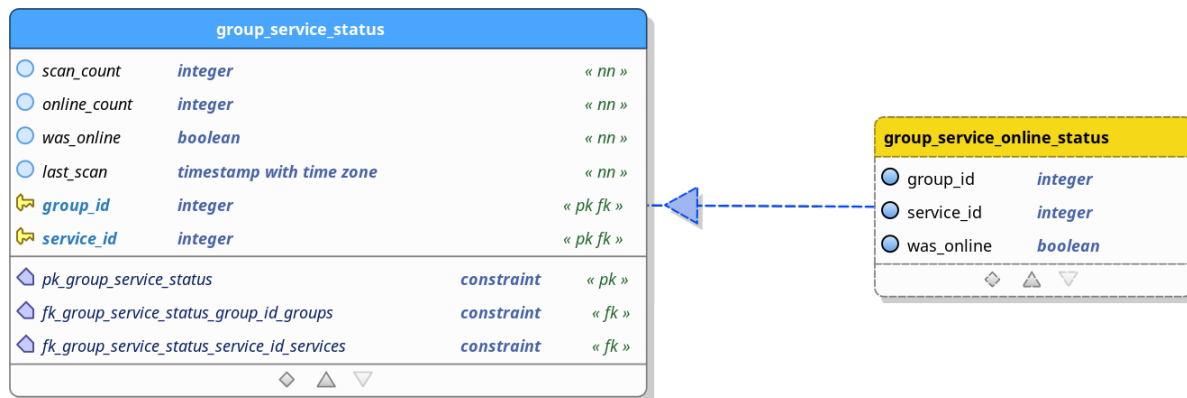 group_service_status
scan_count integer « nn »
online_count integer « nn »
was_online boolean « nn »
last_scan timestamp with time zone « nn »
group_id integer « pk fk »
service_id integer « pk fk »
pk_group_service_status constraint « pk »
fk_group_service_status_group_id_groups constraint « fk »
fk_group_service_status_service_id_services constraint « fk »
group_service_online_status
group_id integer
service_id integer
was_online boolean